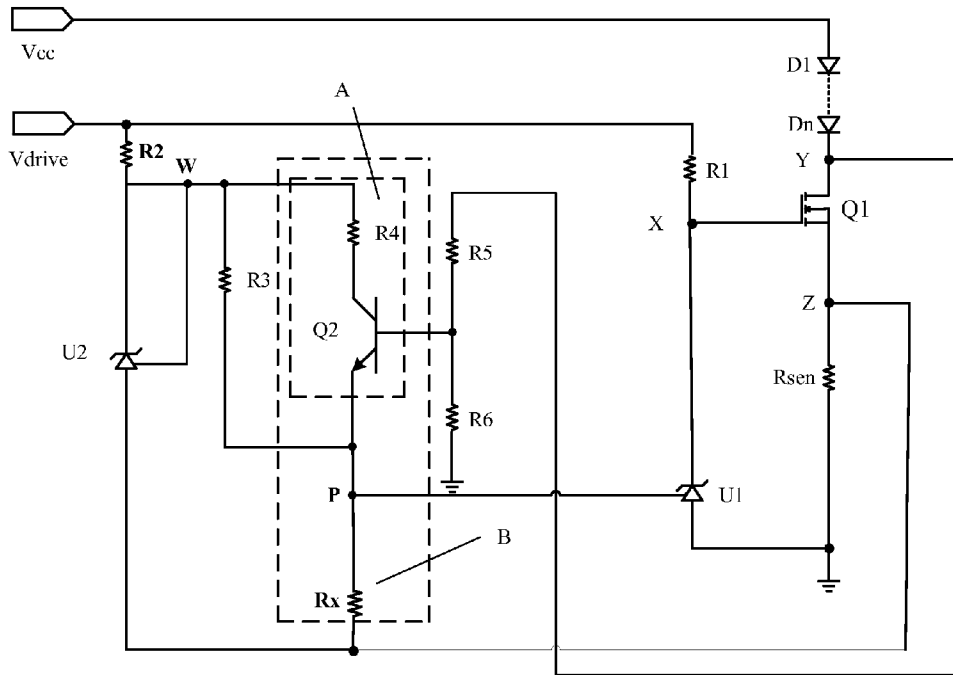 Vcc
D1
A
Vdrive
R2
Dn
W
Y
R1
Q1
R4
X
R5
R3
Z
Q2
U2
Rsen
R6
P
U1
B
Rx